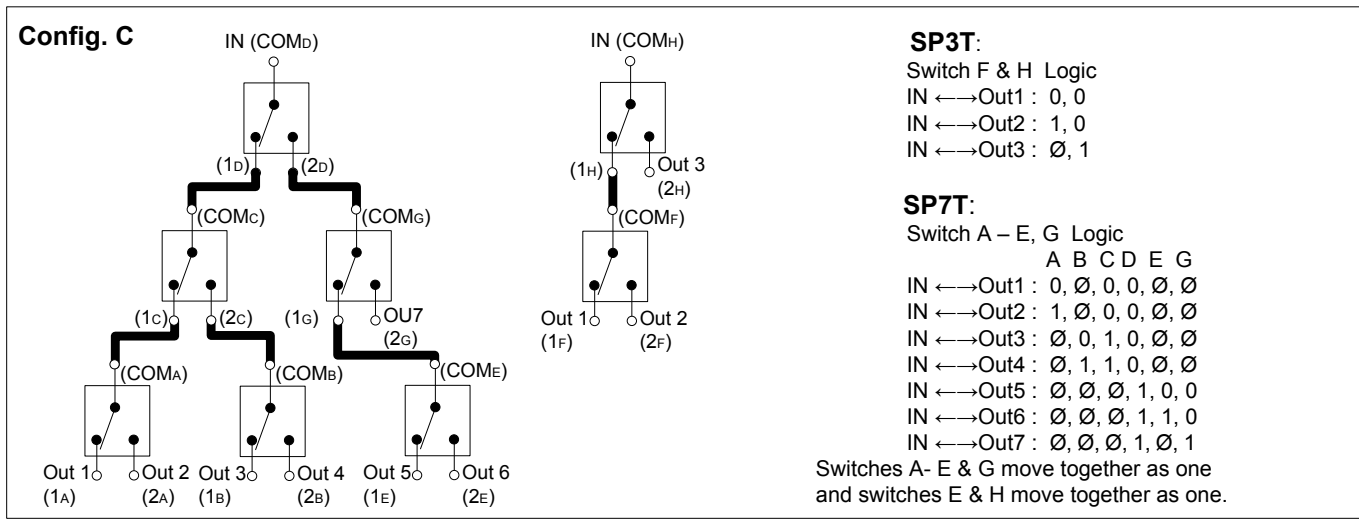 Config. C
IN (COMD)
(1D)
(2D)
(COMC)
(COMG)
(1C)
(2C)
(1G)
OU7
(2G)
(COMA)
(COMB)
(COME)
Out 1
(1A)
Out 2
(2A)
Out 3
(1B)
Out 4
(2B)
Out 5
(1E)
Out 6
(2E)
IN (COMH)
(1H)
Out 3
(2H)
(COMF)
Out 1
(1F)
Out 2
(2F)
SP3T:
Switch F & H Logic
IN ←→Out1 : 0, 0
IN ←→Out2 : 1, 0
IN ←→Out3 : Ø, 1
SP7T:
Switch A – E, G Logic
A B C D E G
IN ←→Out1 : 0, Ø, 0, 0, Ø, Ø
IN ←→Out2 : 1, Ø, 0, 0, Ø, Ø
IN ←→Out3 : Ø, 0, 1, 0, Ø, Ø
IN ←→Out4 : Ø, 1, 1, 0, Ø, Ø
IN ←→Out5 : Ø, Ø, Ø, 1, 0, 0
IN ←→Out6 : Ø, Ø, Ø, 1, 1, 0
IN ←→Out7 : Ø, Ø, Ø, 1, Ø, 1
Switches A- E & G move together as one
and switches E & H move together as one.